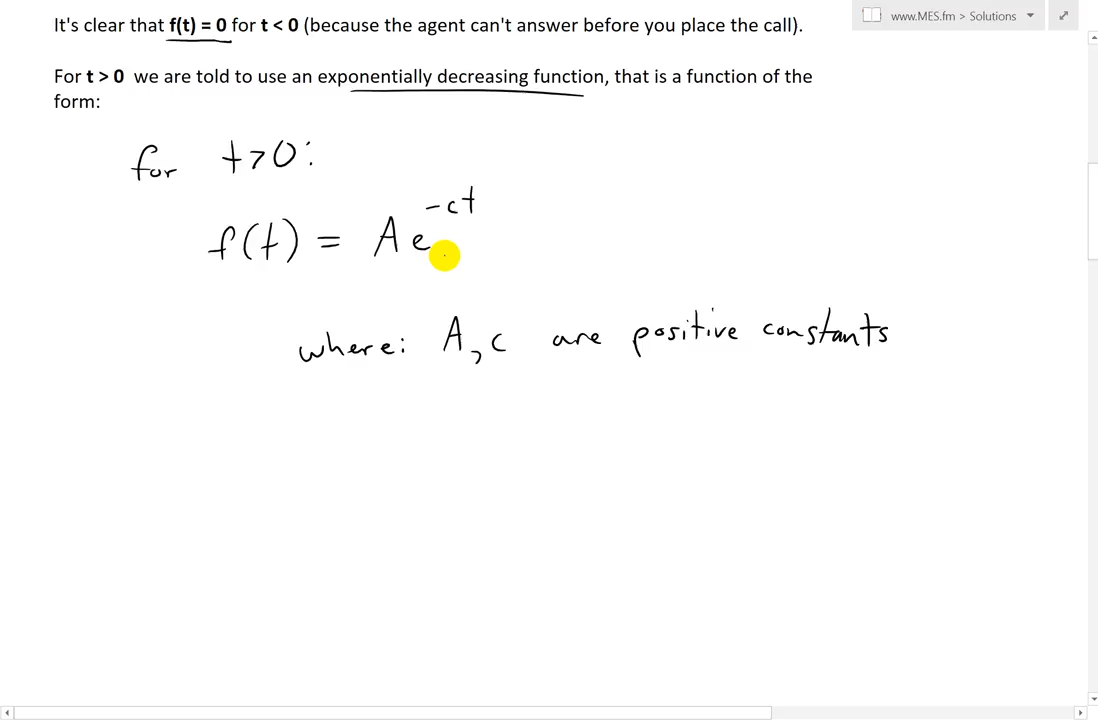 It's clear that f(t) = 0 for t < 0 (because the agent can't answer before you place the call).
www.MES.fm > Solutions
For t > 0 we are told to use an exponentially decreasing function, that is a function of the
form:
for t>0:
f(t) = A e^{-ct}
where: A, c are positive constants